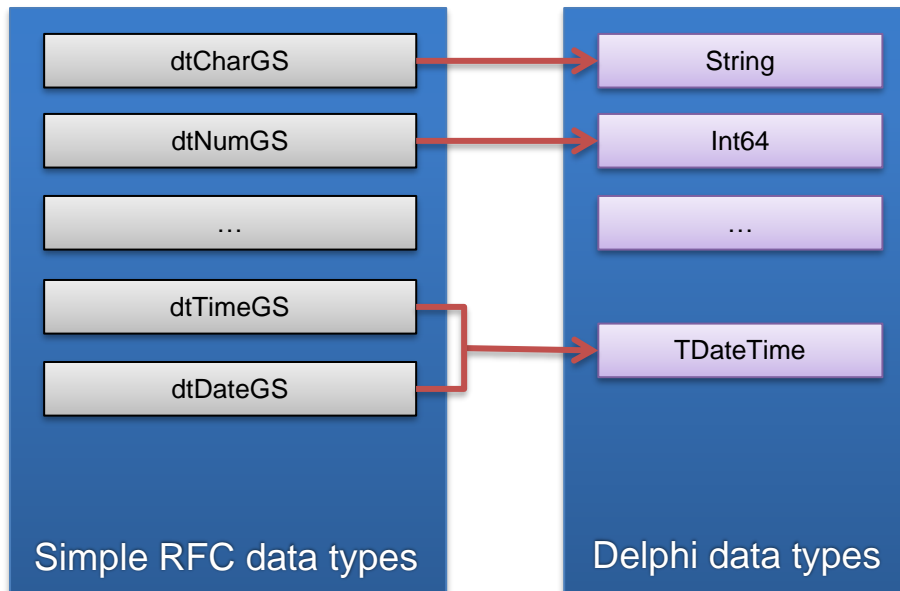 dtCharGS
String
dtNumGS
Int64
…
…
dtTimeGS
TDateTime
dtDateGS
Simple RFC data types
Delphi data types